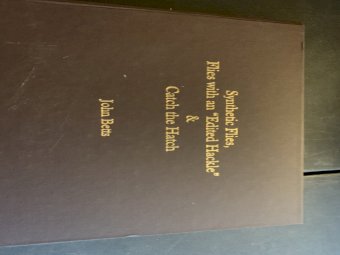 Synthetic Flies,
Flies with an "Edited Hackle"
&
Catch the Hatch
John Betts